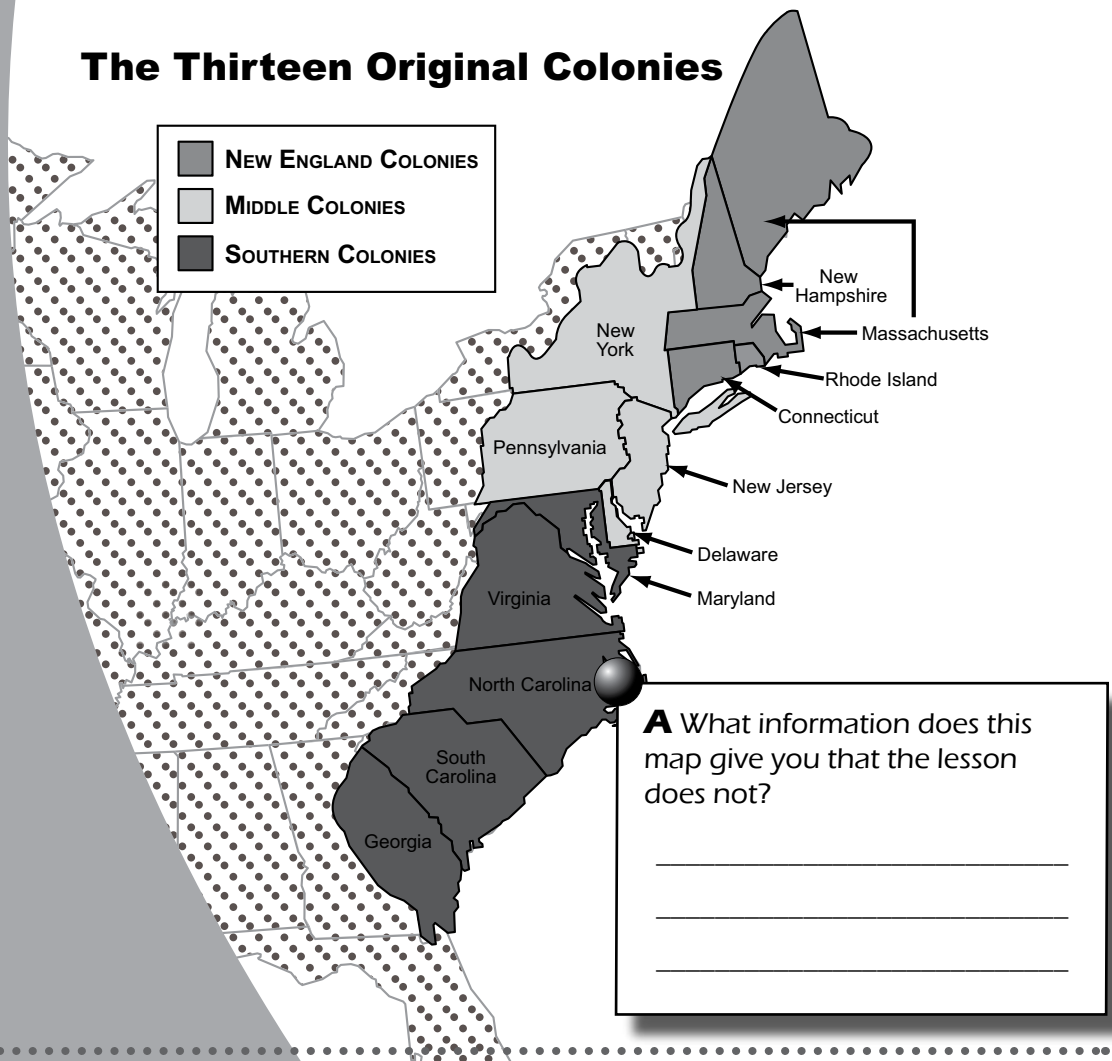 The Thirteen Original Colonies
New England Colonies
Middle Colonies
Southern Colonies
New
Hampshire
New
York
Massachusetts
Rhode Island
Connecticut
Pennsylvania
New Jersey
Delaware
Maryland
Virginia
North Carolina
South
Carolina
Georgia
A What information does this
map give you that the lesson
does not?